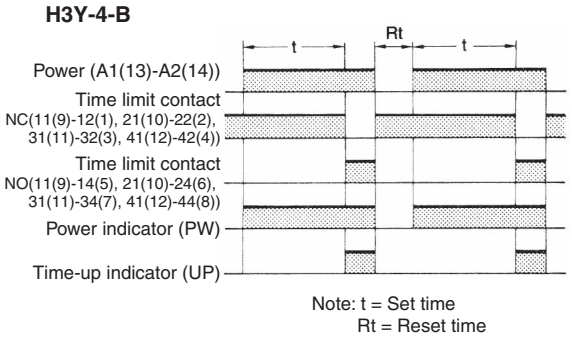 H3Y-4-B
Rt
t
t
Power (A1(13)-A2(14))
Time limit contact
NC(11(9)-12(1), 21(10)-22(2),
31(11)-32(3), 41(12)-42(4))
Time limit contact
NO(11(9)-14(5), 21(10)-24(6),
31(11)-34(7), 41(12)-44(8))
Power indicator (PW)
Time-up indicator (UP)
Note: t = Set time
Rt = Reset time